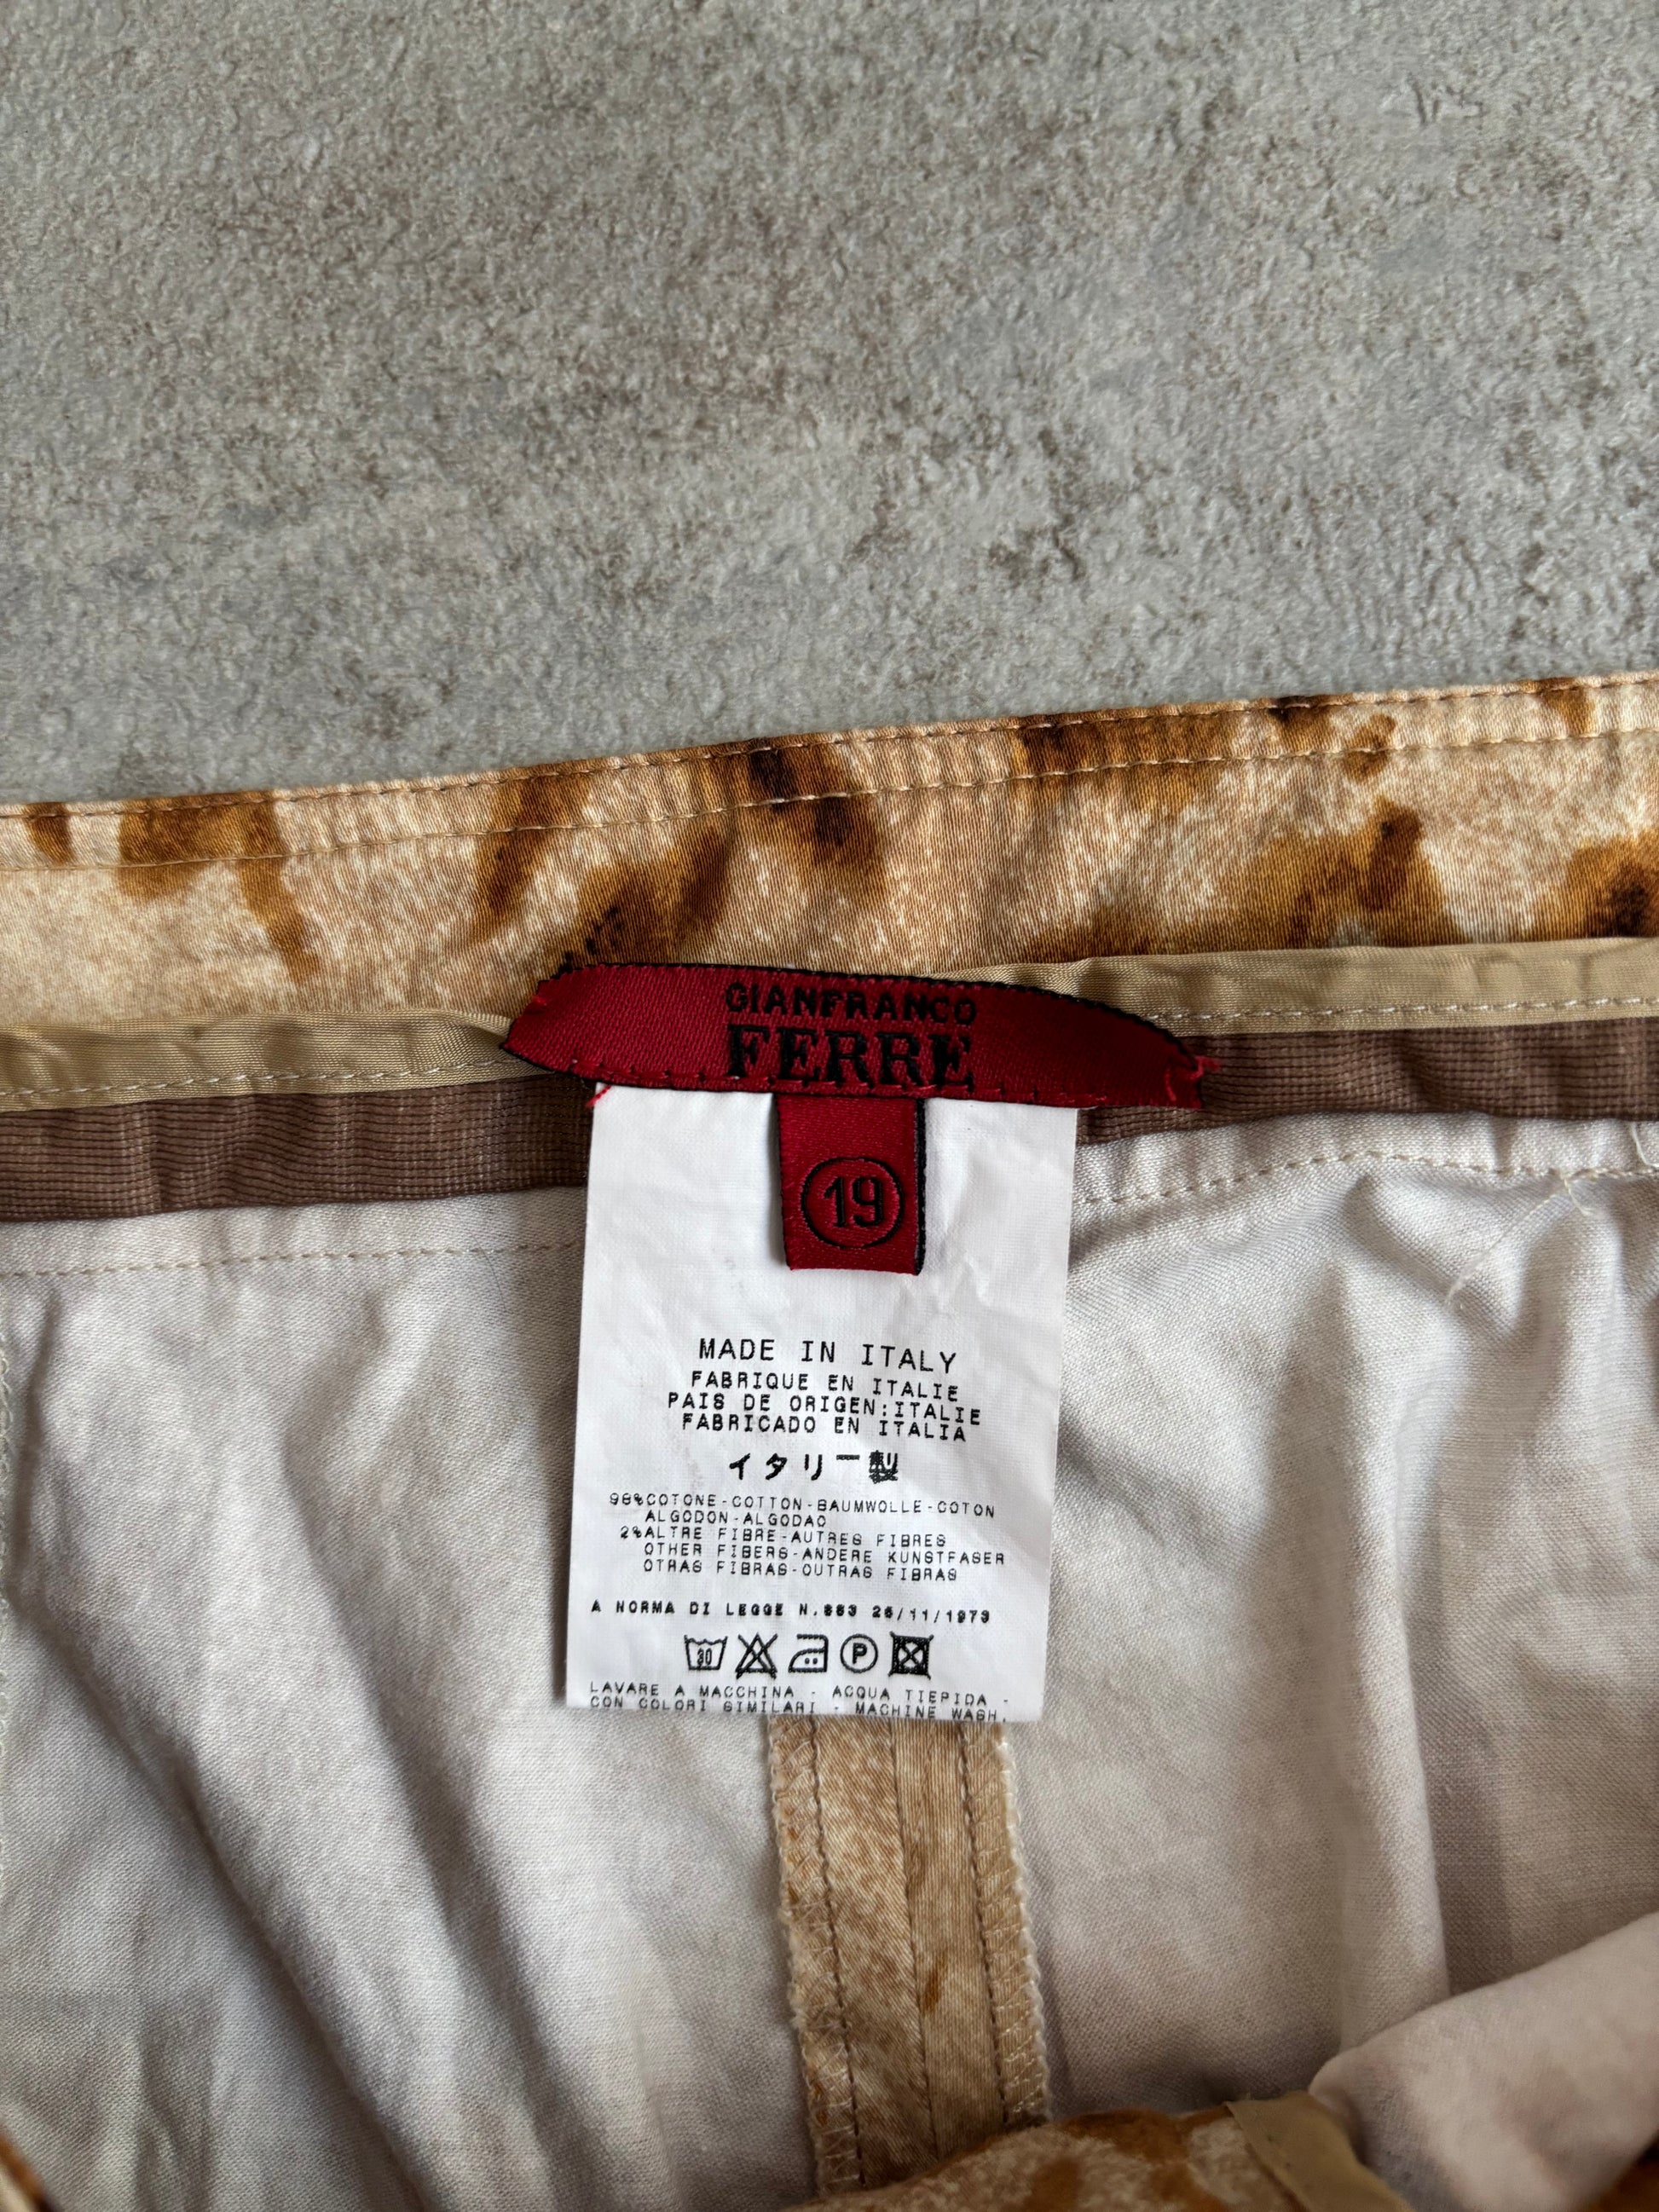 GIANFRANCO
FERRE
19
MADE IN ITALY
FABRIQUE EN ITALIE
PAIS DE ORIGEN:ITALIE
FABRICADO EN ITALIA
イタリー製
98%COTONE-COTTON-BAUMWOLLE-COTON
ALGODON-ALGODAO
2%ALTRE FIBRE-AUTRES FIBRES
OTHER FIBERS-ANDERE KUNSTFASER
OTRAS FIBRAS-OUTRAS FIBRAS
A NORMA DI LEGGE N.883 26/11/1973
30
P
LAVARE A MACCHINA - ACQUA TIEPIDA -
CON COLORI SIMILARI - MACHINE WASH,